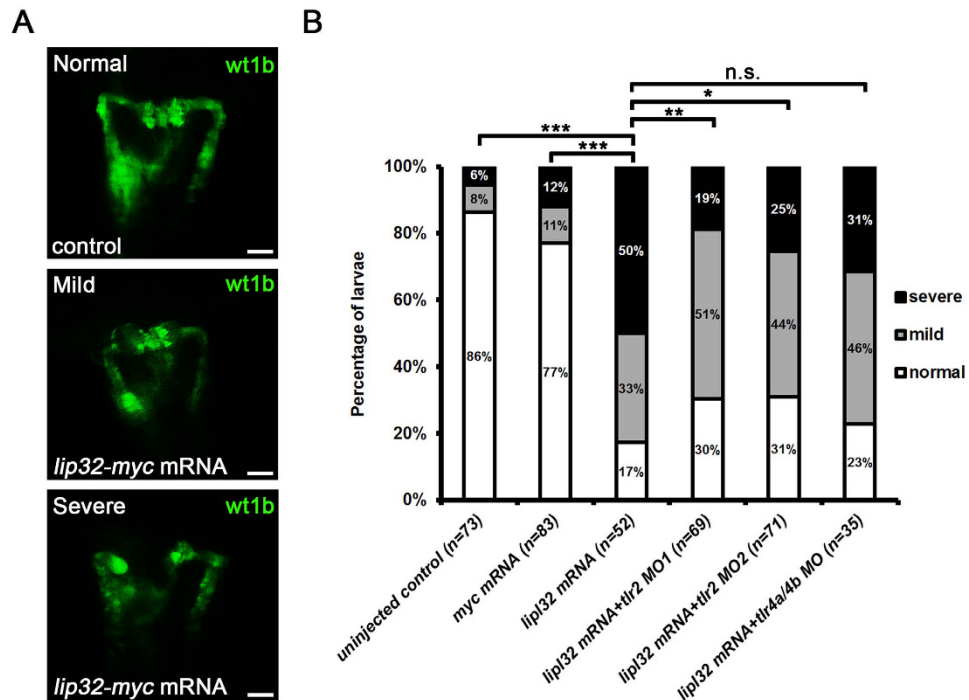 A
Normal
wt1b
control
Mild
wt1b
lip32-myc mRNA
Severe
wt1b
lip32-myc mRNA
B
n.s.
*
**
***
***
100%
80%
60%
40%
20%
0%
Percentage of larvae
6%
8%
86%
12%
11%
77%
50%
33%
17%
19%
51%
30%
25%
44%
31%
31%
46%
23%
severe
mild
normal
uninjected control (n=73)
myc mRNA (n=83)
lipl32 mRNA (n=52)
lipl32 mRNA+tlr2 MO1 (n=69)
lipl32 mRNA+tlr2 MO2 (n=71)
lipl32 mRNA+tlr4a/4b MO (n=35)